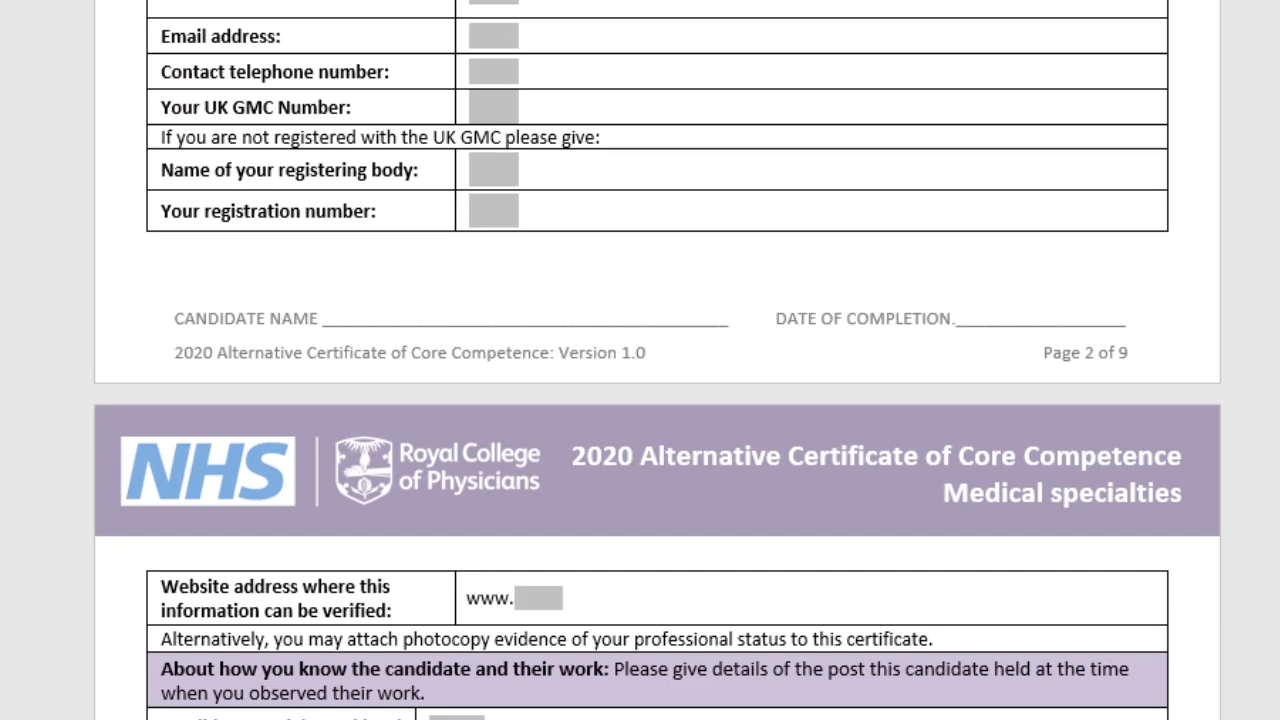 Email address:
Contact telephone number:
Your UK GMC Number:
If you are not registered with the UK GMC please give:
Name of your registering body:
Your registration number:
CANDIDATE NAME ___________________________________________ DATE OF COMPLETION.__________________
2020 Alternative Certificate of Core Competence: Version 1.0 Page 2 of 9
NHS
Royal College
of Physicians
2020 Alternative Certificate of Core Competence
Medical specialties
Website address where this
information can be verified:
www.
Alternatively, you may attach photocopy evidence of your professional status to this certificate.
About how you know the candidate and their work: Please give details of the post this candidate held at the time
when you observed their work.